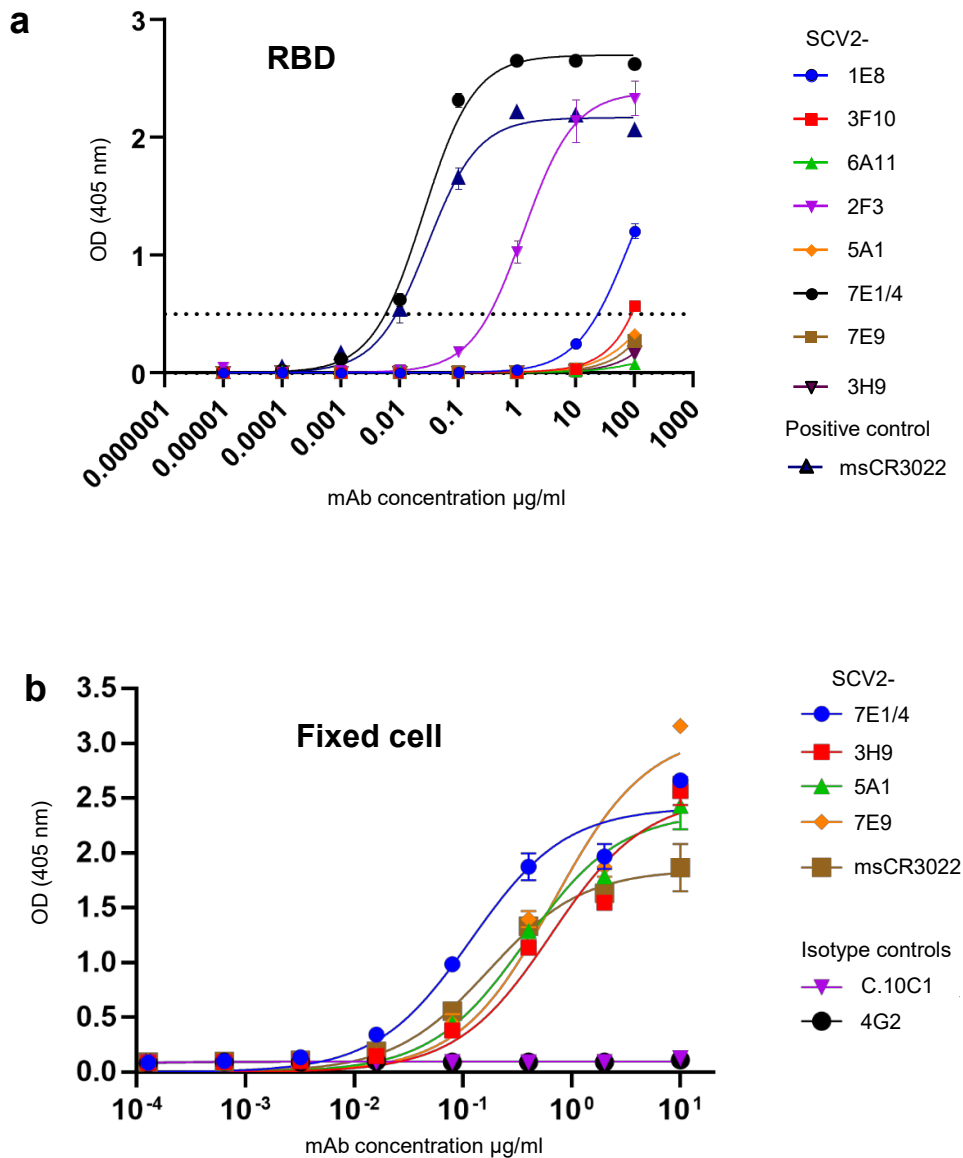 a
RBD
3
2
1
0
OD (405 nm)
0.000001
0.00001
0.0001
0.001
0.01
0.1
1
10
100
1000
mAb concentration µg/ml
SCV2-
1E8
3F10
6A11
2F3
5A1
7E1/4
7E9
3H9
Positive control
msCR3022
b
Fixed cell
3.5
3.0
2.5
2.0
1.5
1.0
0.5
0.0
OD (405 nm)
10⁻⁴
10⁻³
10⁻²
10⁻¹
10⁰
10¹
mAb concentration µg/ml
SCV2-
7E1/4
3H9
5A1
7E9
msCR3022
Isotype controls
C.10C1
4G2